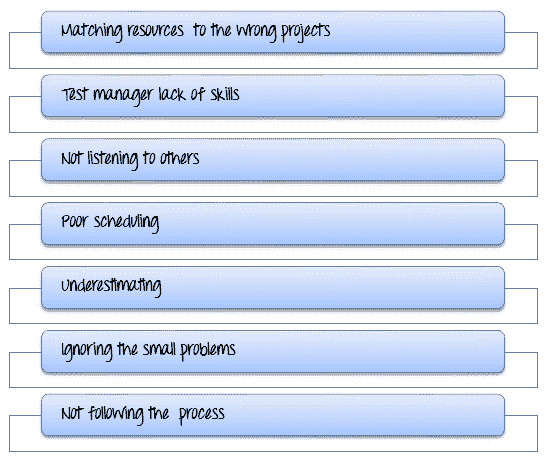 Matching resources to the wrong projects
Test manager lack of skills
Not listening to others
Poor scheduling
Underestimating
Ignoring the small problems
Not following the process